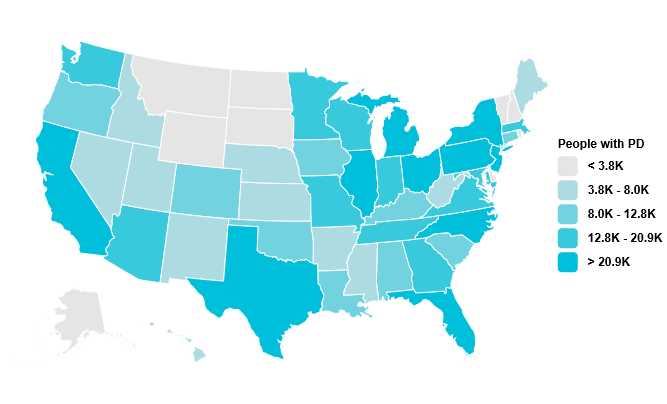 People with PD
< 3.8K
3.8K - 8.0K
8.0K - 12.8K
12.8K - 20.9K
> 20.9K